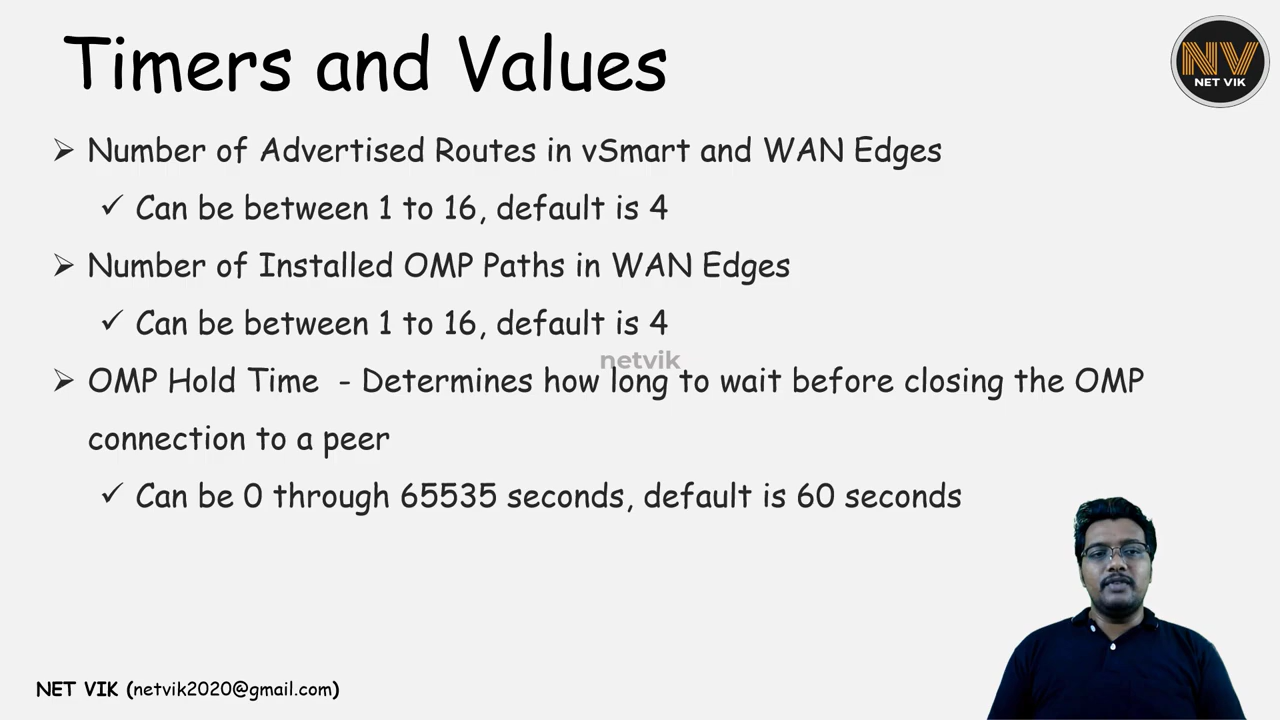 Timers and Values
NV
NET VIK
➢ Number of Advertised Routes in vSmart and WAN Edges
✓ Can be between 1 to 16, default is 4
➢ Number of Installed OMP Paths in WAN Edges
✓ Can be between 1 to 16, default is 4
netvik
➢ OMP Hold Time - Determines how long to wait before closing the OMP
connection to a peer
✓ Can be 0 through 65535 seconds, default is 60 seconds
NET VIK (netvik2020@gmail.com)